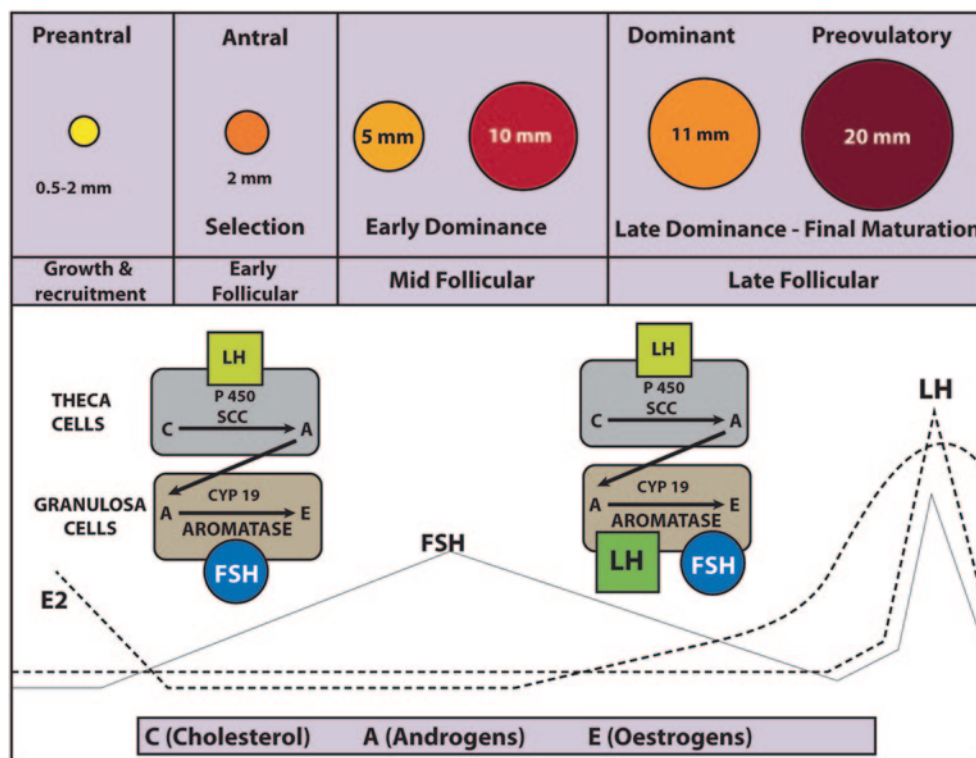 Preantral
Antral
Dominant
Preovulatory
5 mm
10 mm
11 mm
20 mm
0.5-2 mm
2 mm
Selection
Early Dominance
Late Dominance - Final Maturation
Growth &
recruitment
Early
Follicular
Mid Follicular
Late Follicular
THECA
CELLS
LH
P 450
SCC
C
A
LH
P 450
SCC
C
A
LH
GRANULOSA
CELLS
CYP 19
A
E
AROMATASE
FSH
FSH
CYP 19
A
E
AROMATASE
LH
FSH
E2
C (Cholesterol)
A (Androgens)
E (Oestrogens)